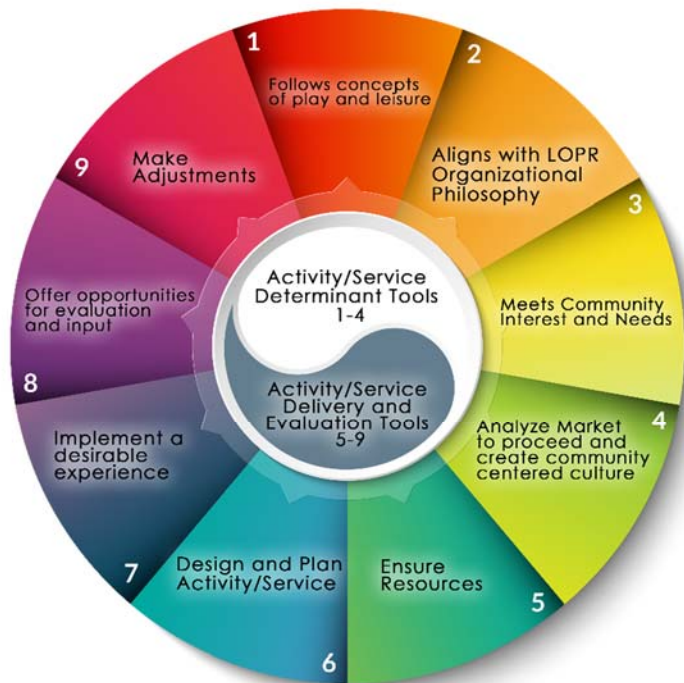 1
Follows concepts
of play and leisure
2
Aligns with LOPR
Organizational
Philosophy
3
Meets Community
Interest and Needs
4
Analyze Market
to proceed and
create community
centered culture
5
Ensure
Resources
6
Design and Plan
Activity/Service
7
Implement a
desirable
experience
8
Offer opportunities
for evaluation
and input
9
Make
Adjustments
Activity/Service
Determinant Tools
1-4
Activity/Service
Delivery and
Evaluation Tools
5-9